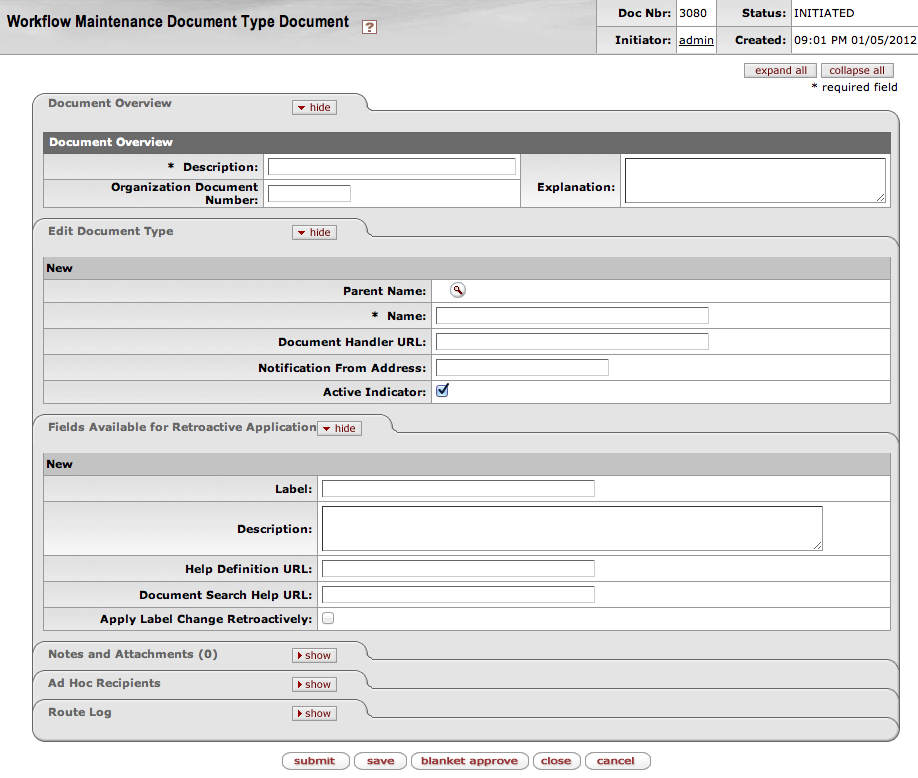 Workflow Maintenance Document Type Document ?
Doc Nbr: 3080 Status: INITIATED
Initiator: admin Created: 09:01 PM 01/05/2012
expand all collapse all
* required field
Document Overview hide
Document Overview
* Description:
Organization Document
Number:
Explanation:
Edit Document Type hide
New
Parent Name:
* Name:
Document Handler URL:
Notification From Address:
Active Indicator:
Fields Available for Retroactive Application hide
New
Label:
Description:
Help Definition URL:
Document Search Help URL:
Apply Label Change Retroactively:
Notes and Attachments (0) show
Ad Hoc Recipients show
Route Log show
submit save blanket approve close cancel